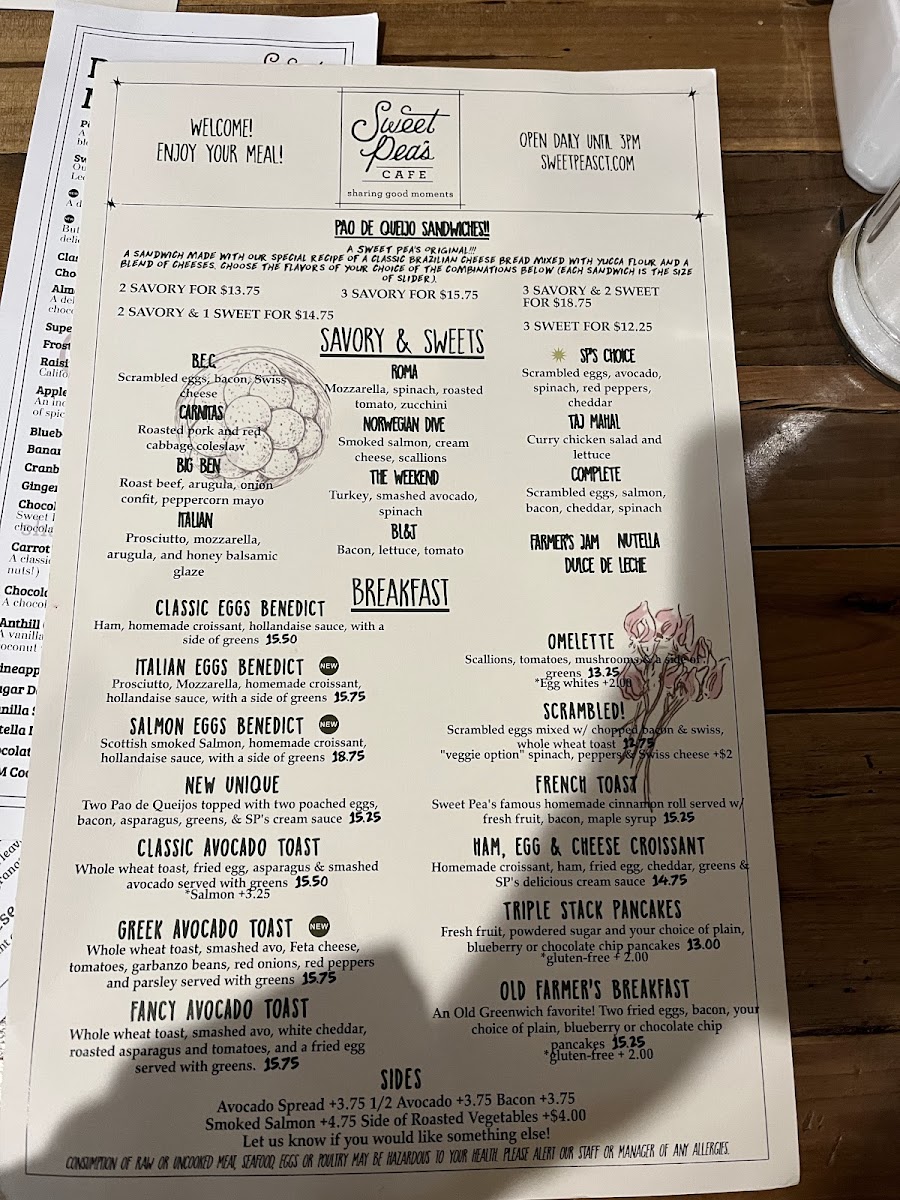 WELCOME!
ENJOY YOUR MEAL!
Sweet
Pea's
CAFE
sharing good moments
OPEN DAILY UNTIL 3PM
SWEETPEASCT.COM
PAO DE QUEIJO SANDWICHES!!
A SWEET PEA'S ORIGINAL!!!
A SANDWICH MADE WITH OUR SPECIAL RECIPE OF A CLASSIC BRAZILIAN CHEESE BREAD MIXED WITH YUCCA FLOUR AND A
BLEND OF CHEESES. CHOOSE THE FLAVORS OF YOUR CHOICE OF THE COMBINATIONS BELOW (EACH SANDWICH IS THE SIZE
OF SLIDER).
2 SAVORY FOR $13.75
2 SAVORY & 1 SWEET FOR $14.75
3 SAVORY FOR $15.75
3 SAVORY & 2 SWEET
FOR $18.75
3 SWEET FOR $12.25
SAVORY & SWEETS
B.E.C
Scrambled eggs, bacon, Swiss
cheese
CARNITAS
Roasted pork and red
cabbage coleslaw
BIG BEN
Roast beef, arugula, onion
confit, peppercorn mayo
ITALIAN
Prosciutto, mozzarella,
arugula, and honey balsamic
glaze
ROMA
Mozzarella, spinach, roasted
tomato, zucchini
NORWEGIAN DIVE
Smoked salmon, cream
cheese, scallions
THE WEEKEND
Turkey, smashed avocado,
spinach
BL&T
Bacon, lettuce, tomato
SP'S CHOICE
Scrambled eggs, avocado,
spinach, red peppers,
cheddar
TAJ MAHAL
Curry chicken salad and
lettuce
COMPLETE
Scrambled eggs, salmon,
bacon, cheddar, spinach
FARMER'S JAM NUTELLA
DULCE DE LECHE
BREAKFAST
CLASSIC EGGS BENEDICT
Ham, homemade croissant, hollandaise sauce, with a
side of greens 15.50
ITALIAN EGGS BENEDICT NEW
Prosciutto, Mozzarella, homemade croissant,
hollandaise sauce, with a side of greens 15.75
SALMON EGGS BENEDICT NEW
Scottish smoked Salmon, homemade croissant,
hollandaise sauce, with a side of greens 18.75
NEW UNIQUE
Two Pao de Queijos topped with two poached eggs,
bacon, asparagus, greens, & SP's cream sauce 15.25
CLASSIC AVOCADO TOAST
Whole wheat toast, fried egg, asparagus & smashed
avocado served with greens 15.50
*Salmon +3.25
GREEK AVOCADO TOAST NEW
Whole wheat toast, smashed avo, Feta cheese,
tomatoes, garbanzo beans, red onions, red peppers
and parsley served with greens 15.75
FANCY AVOCADO TOAST
Whole wheat toast, smashed avo, white cheddar,
roasted asparagus and tomatoes, and a fried egg
served with greens. 15.75
OMELETTE
Scallions, tomatoes, mushrooms & a side of
greens 13.25
*Egg whites +2.00
SCRAMBLED!
Scrambled eggs mixed w/ chopped bacon & swiss,
whole wheat toast 12.75
"veggie option" spinach, peppers & Swiss cheese +$2
FRENCH TOAST
Sweet Pea's famous homemade cinnamon roll served w/
fresh fruit, bacon, maple syrup 15.25
HAM, EGG & CHEESE CROISSANT
Homemade croissant, ham, fried egg, cheddar, greens &
SP's delicious cream sauce 14.75
TRIPLE STACK PANCAKES
Fresh fruit, powdered sugar and your choice of plain,
blueberry or chocolate chip pancakes 13.00
*gluten-free + 2.00
OLD FARMER'S BREAKFAST
An Old Greenwich favorite! Two fried eggs, bacon, your
choice of plain, blueberry or chocolate chip
pancakes 15.25
*gluten-free + 2.00
SIDES
Avocado Spread +3.75 1/2 Avocado +3.75 Bacon +3.75
Smoked Salmon +4.75 Side of Roasted Vegetables +$4.00
Let us know if you would like something else!
CONSUMPTION OF RAW OR UNCOOKED MEAT, SEAFOOD, EGGS OR POULTRY MAY BE HAZARDOUS TO YOUR HEALTH. PLEASE ALERT OUR STAFF OR MANAGER OF ANY ALLERGIES.